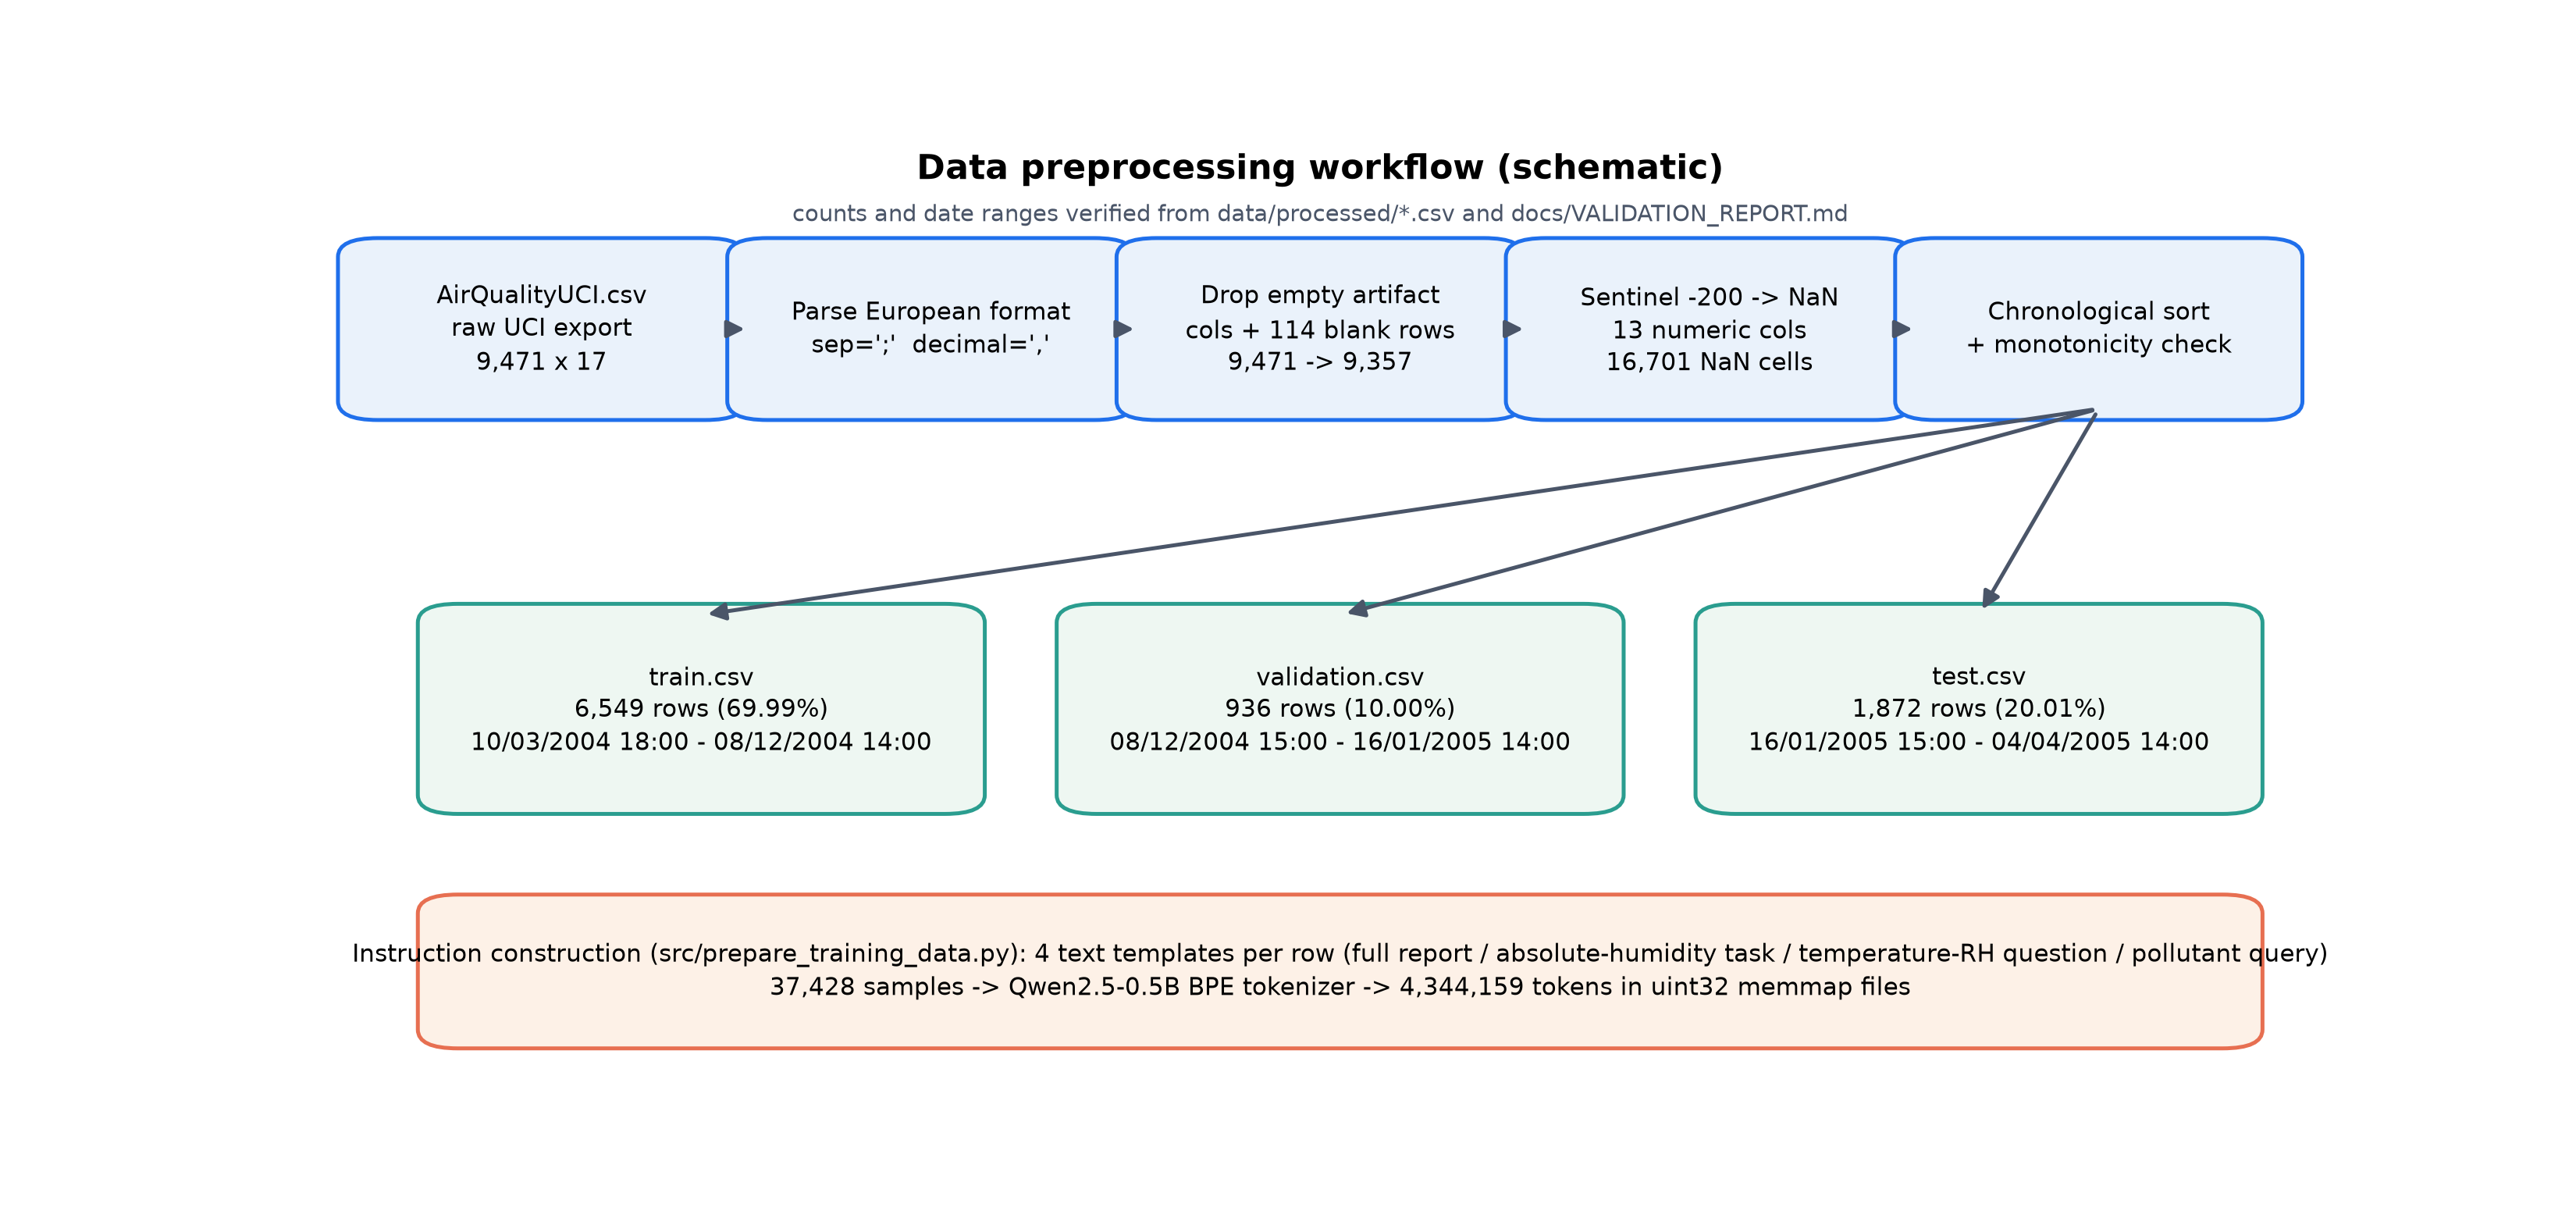 Data preprocessing workflow (schematic)
counts and date ranges verified from data/processed/*.csv and docs/VALIDATION_REPORT.md
AirQualityUCI.csv
raw UCI export
9,471 x 17
Parse European format
sep=';'  decimal=','
Drop empty artifact
cols + 114 blank rows
9,471 -> 9,357
Sentinel -200 -> NaN
13 numeric cols
16,701 NaN cells
Chronological sort
+ monotonicity check
train.csv
6,549 rows (69.99%)
10/03/2004 18:00 - 08/12/2004 14:00
validation.csv
936 rows (10.00%)
08/12/2004 15:00 - 16/01/2005 14:00
test.csv
1,872 rows (20.01%)
16/01/2005 15:00 - 04/04/2005 14:00
Instruction construction (src/prepare_training_data.py): 4 text templates per row (full report / absolute-humidity task / temperature-RH question / pollutant query)
37,428 samples -> Qwen2.5-0.5B BPE tokenizer -> 4,344,159 tokens in uint32 memmap files